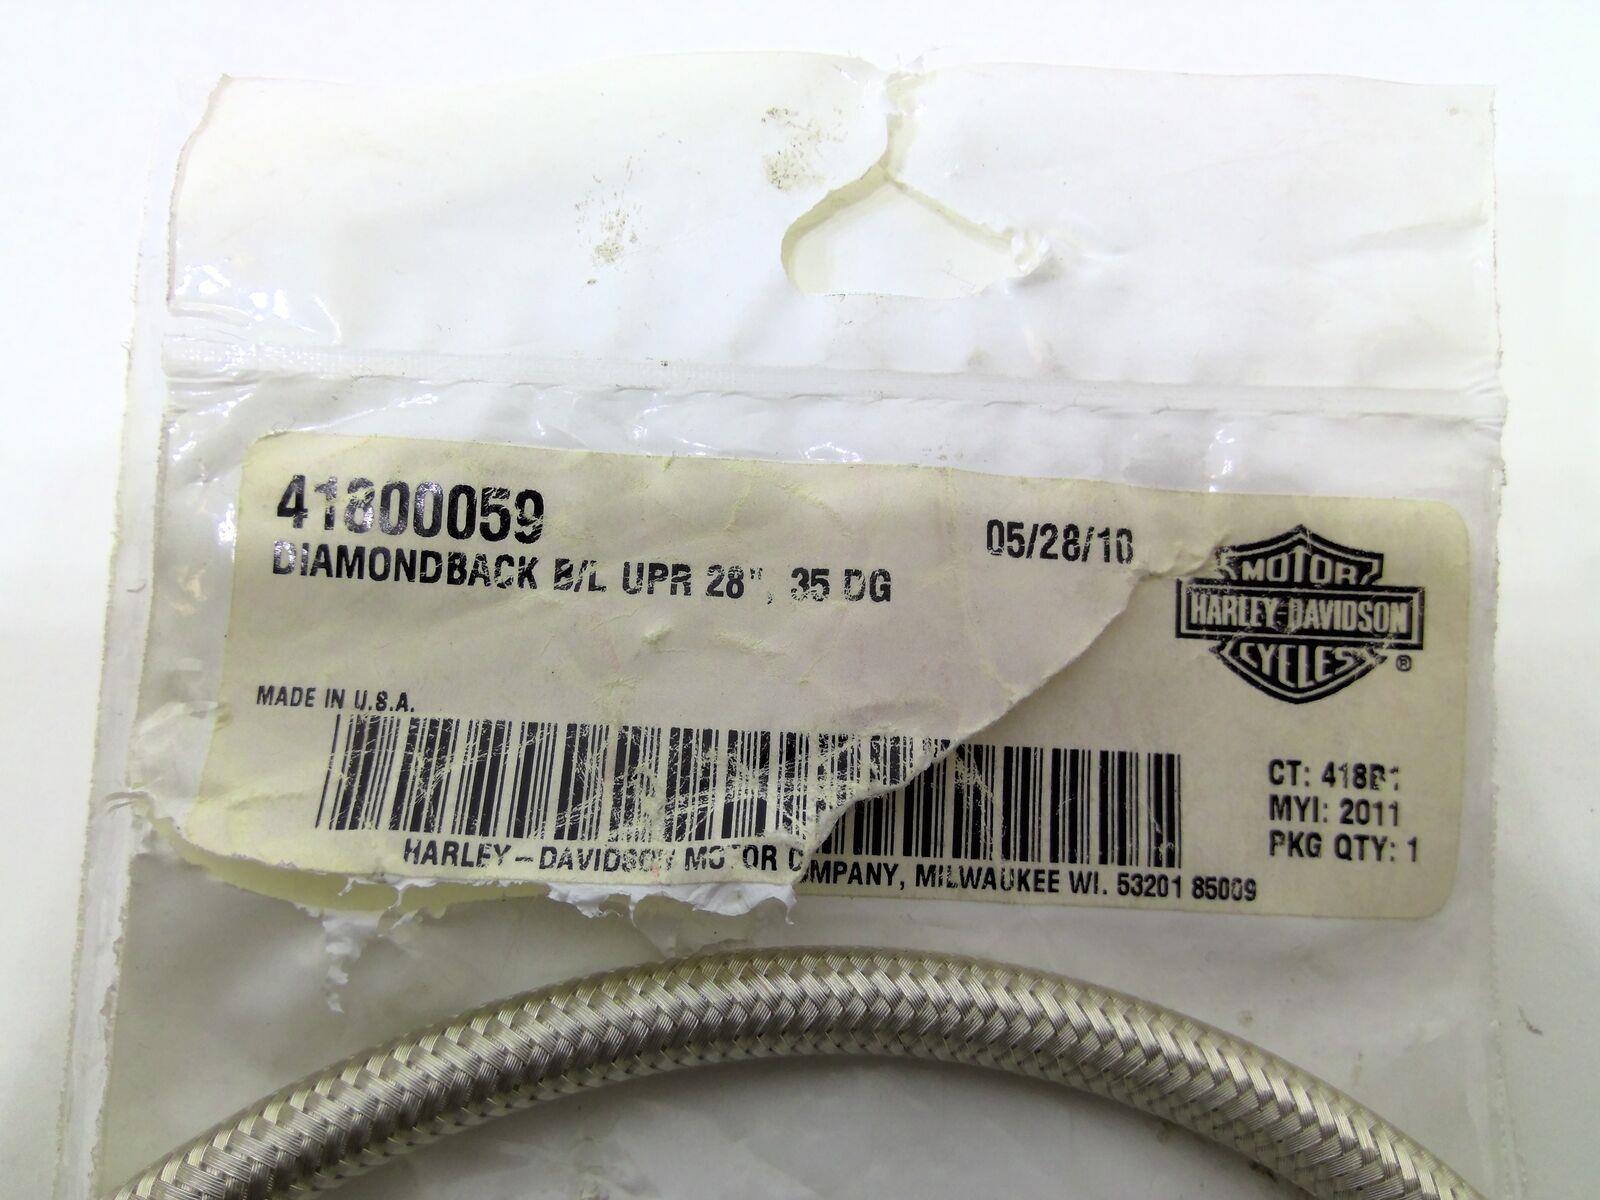 41800059
DIAMONDBACK B/L UPR 28", 35 DG
05/28/10
MOTOR
HARLEY-DAVIDSON
CYCLES ®
MADE IN U.S.A.
CT: 418B1
MYI: 2011
PKG QTY: 1
HARLEY-DAVIDSON MOTOR COMPANY, MILWAUKEE WI. 53201 85009